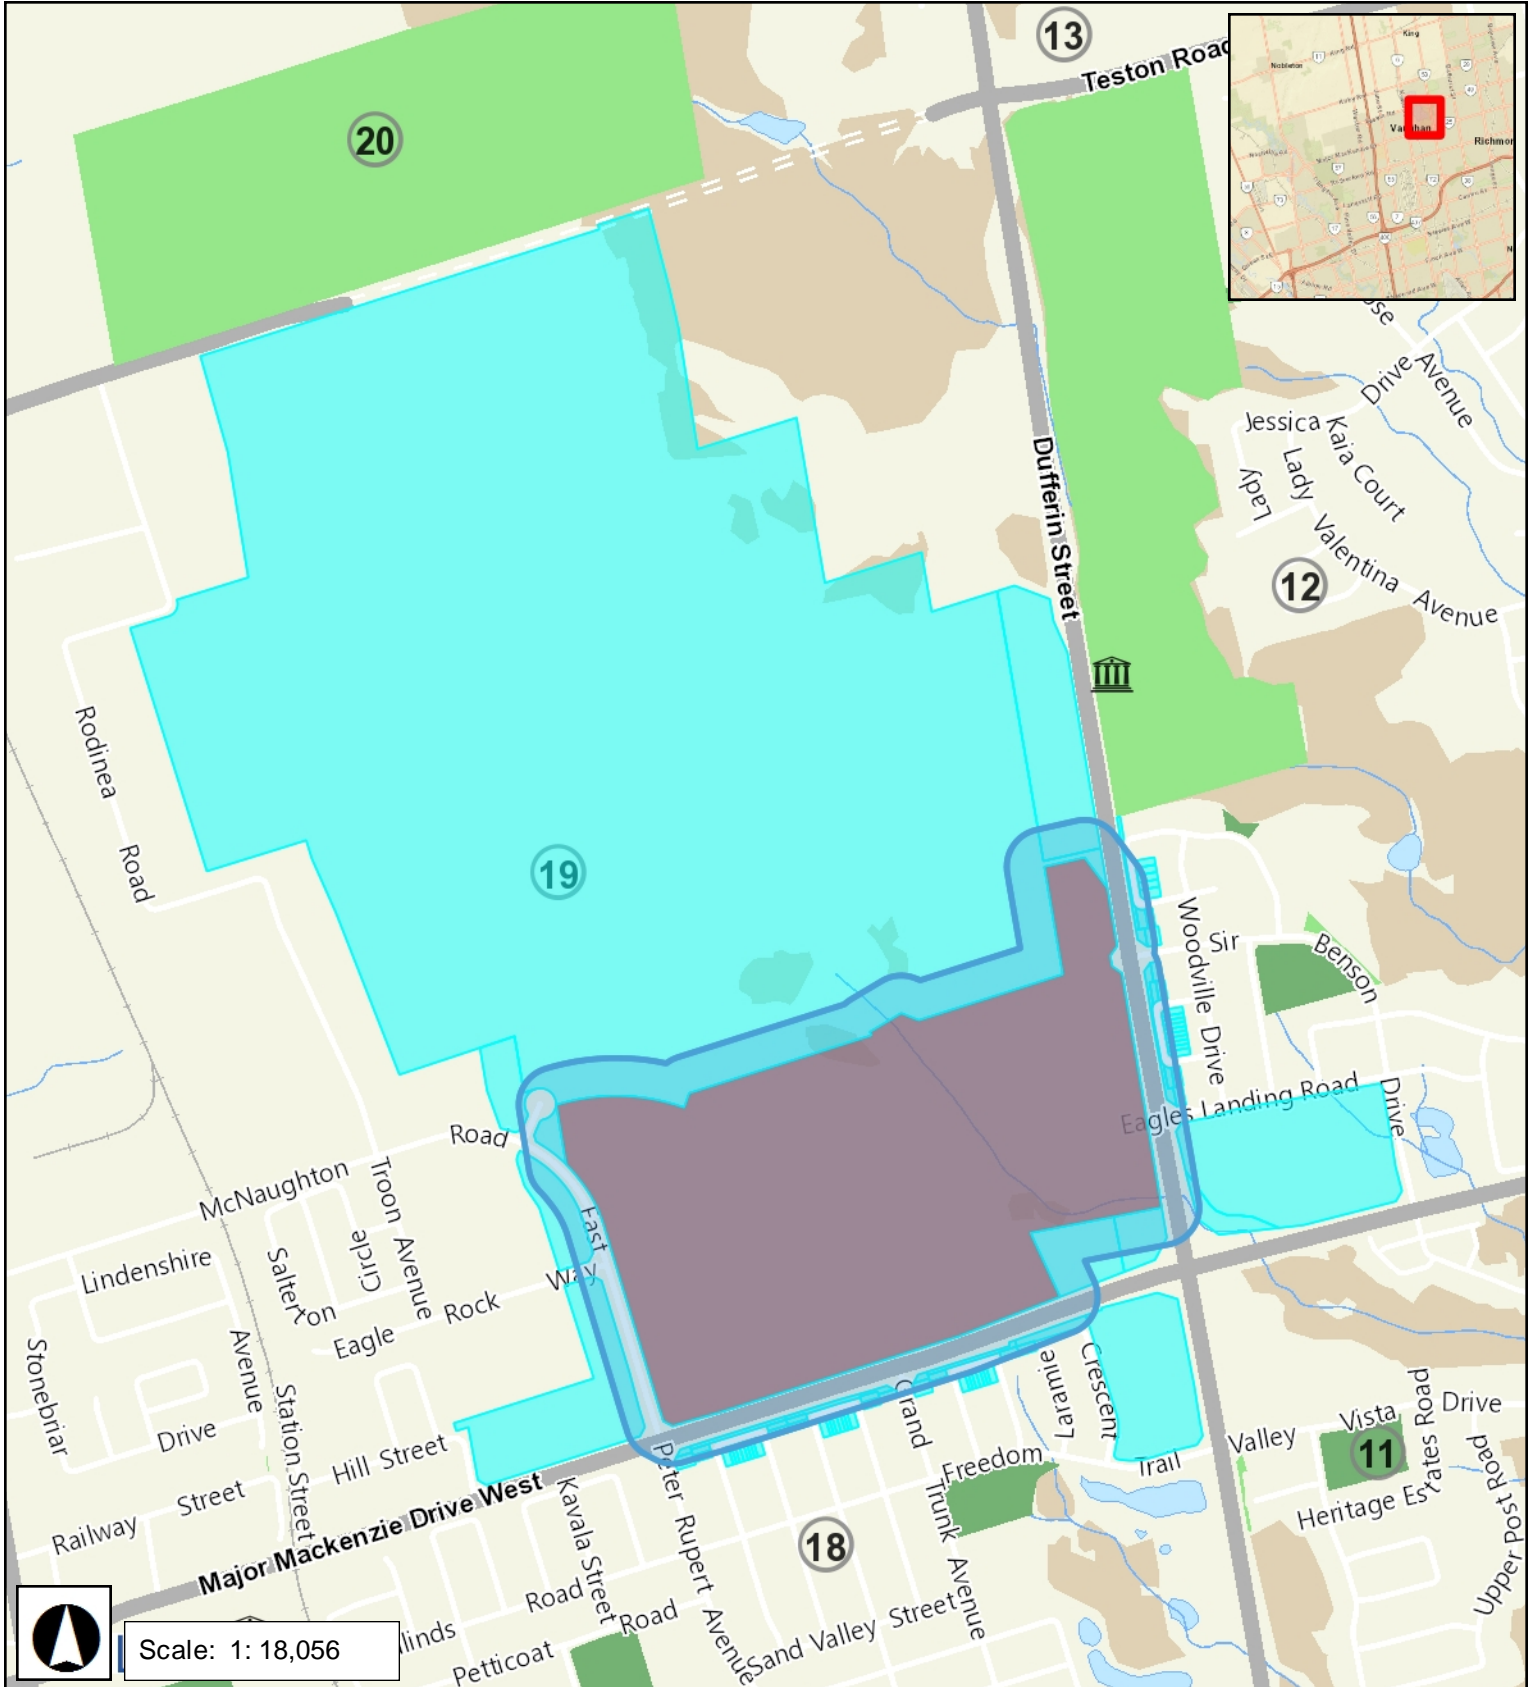 13
Teston Road
King
Nobleton
Vaughan
20
Drive
Avenue
Jessica
Kaia Court
Lady
Lady
Valentina
Avenue
12
Dufferin Street
Rodinea
Road
19
Woodville Drive
Sir
Benson
Drive
Eagles Landing Road
Road
McNaughton
Troon Avenue
East
Way
Lindenshire
Avenue
Salterton
Circle
Eagle
Rock
Stonebriar
Drive
Station Street
Hill Street
Street
Railway
Major Mackenzie Drive West
Kavala Street
Peter Rupert Avenue
Grand
Trunk Avenue
Laramie
Crescent
Freedom
Trail
Valley
Vista
Drive
11
Heritage Estates Road
Upper Post Road
18
Road
Road
Petticoat
Sand Valley Street
Scale: 1: 18,056